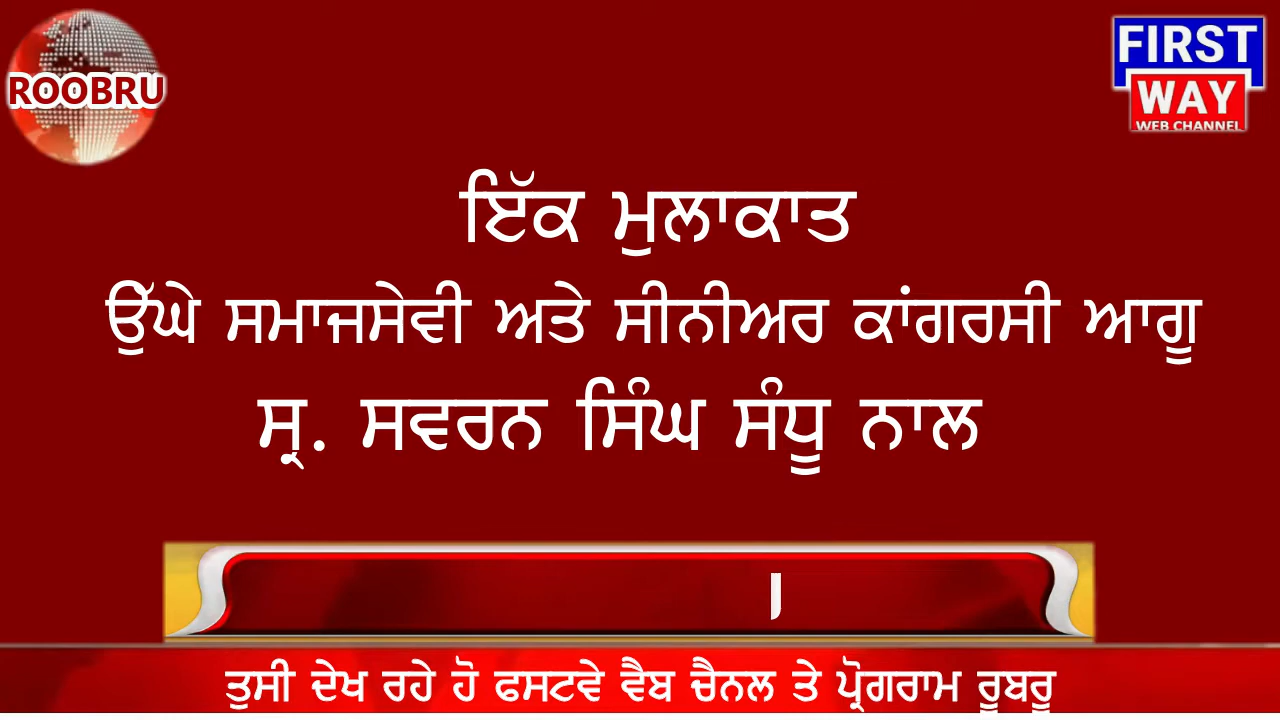 ROOBRU
FIRST
WAY
WEB CHANNEL
ਇੱਕ ਮੁਲਾਕਾਤ
ਉੱਘੇ ਸਮਾਜਸੇਵੀ ਅਤੇ ਸੀਨੀਅਰ ਕਾਂਗਰਸੀ ਆਗੂ
ਸ੍ਰ. ਸਵਰਨ ਸਿੰਘ ਸੰਧੂ ਨਾਲ
ਤੁਸੀ ਦੇਖ ਰਹੇ ਹੋ ਫਸਟਵੇ ਵੈਬ ਚੈਨਲ ਤੇ ਪ੍ਰੋਗਰਾਮ ਰੂਬਰੂ